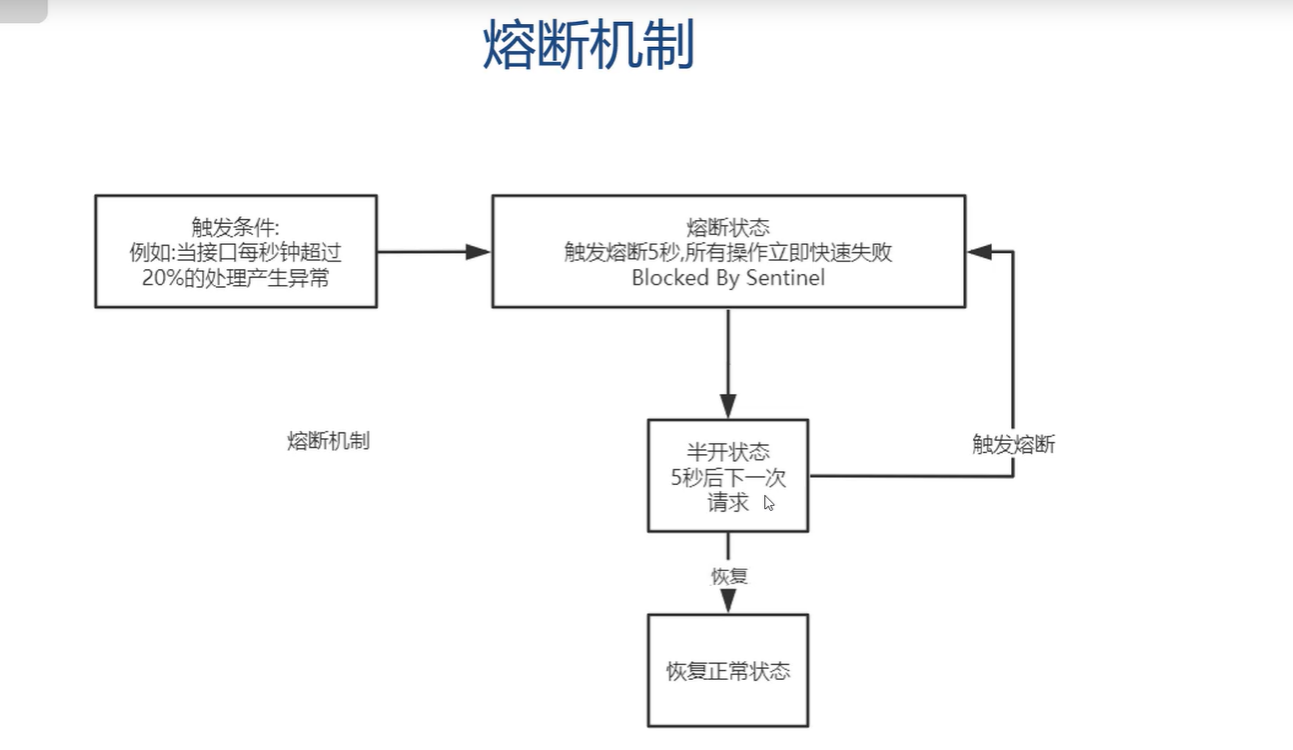 熔断机制
触发条件:
例如:当接口每秒钟超过
20%的处理产生异常
熔断状态
触发熔断5秒,所有操作立即快速失败
Blocked By Sentinel
熔断机制
半开状态
5秒后下一次
请求
触发熔断
恢复
恢复正常状态